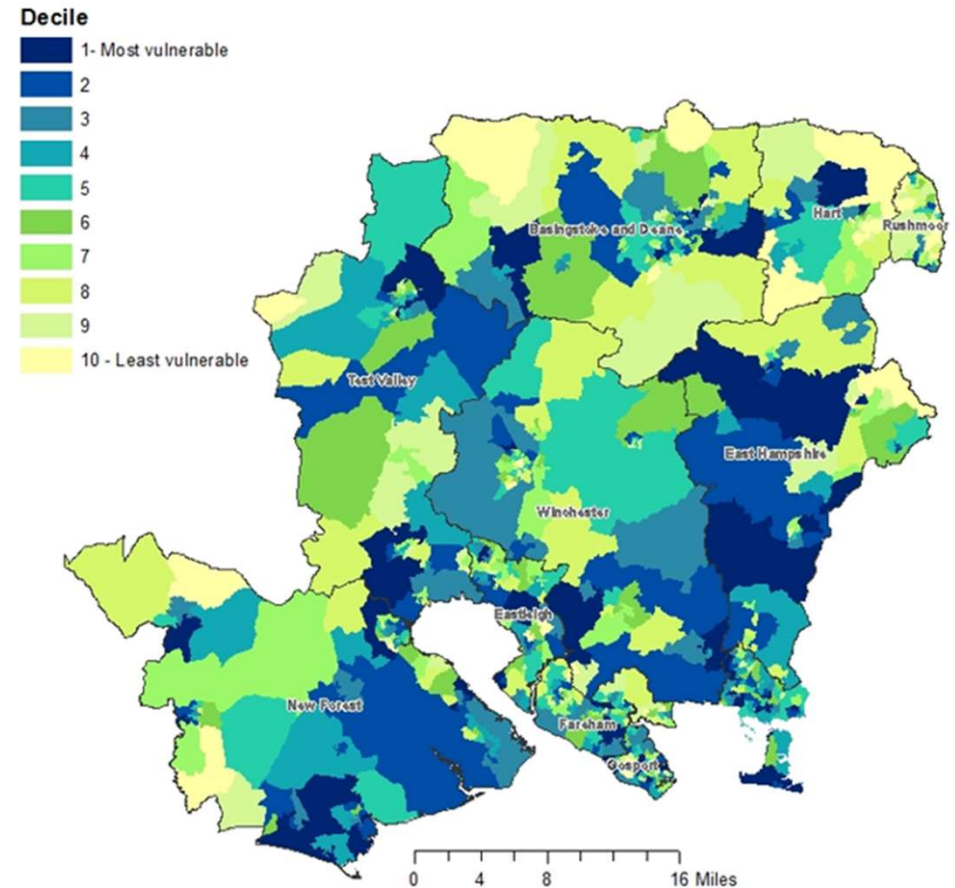 Decile
1- Most vulnerable
2
3
4
5
6
7
8
9
10 - Least vulnerable
Basingstoke and Deane
Hart
Rushmoor
Test Valley
East Hampshire
Winchester
Eastleigh
New Forest
Fareham
Gosport
0 4 8 16 Miles